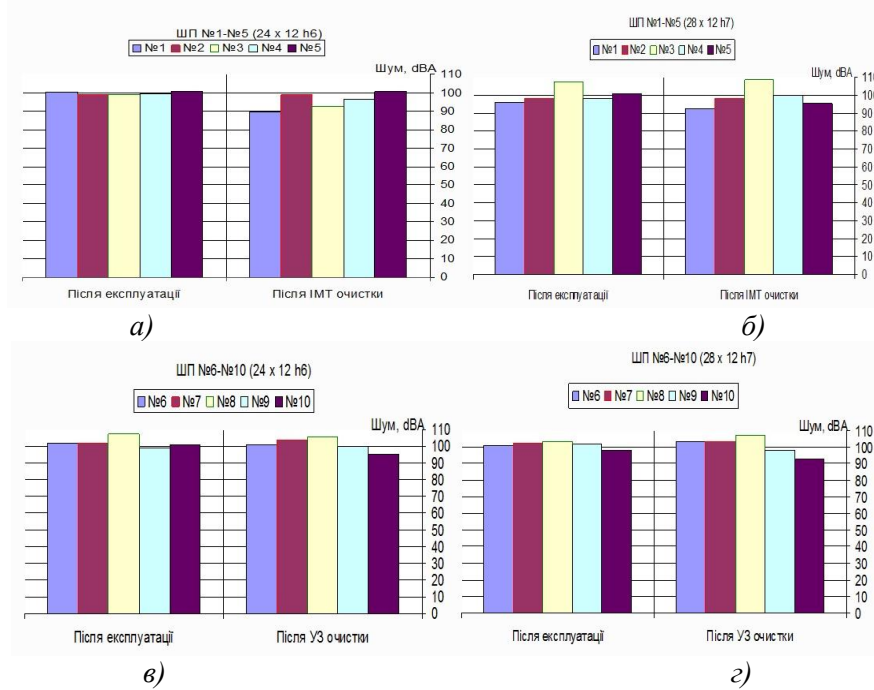 ШП №1-№5 (24 x 12 h6)
№1 №2 №3 №4 №5
Шум, dBA
110
100
90
80
70
60
50
40
30
20
10
0
Після експлуатації Після ІМТ очистки
а)
ШП №1-№5 (28 x 12 h7)
№1 №2 №3 №4 №5
Шум, dBA
110
100
90
80
70
60
50
40
30
20
10
0
Після експлуатації Після ІМТ очистки
б)
ШП №6-№10 (24 x 12 h6)
№6 №7 №8 №9 №10
Шум, dBA
110
100
90
80
70
60
50
40
30
20
10
0
Після експлуатації Після УЗ очистки
в)
ШП №6-№10 (28 x 12 h7)
№6 №7 №8 №9 №10
Шум, dBA
110
100
90
80
70
60
50
40
30
20
10
0
Після експлуатації Після УЗ очистки
г)